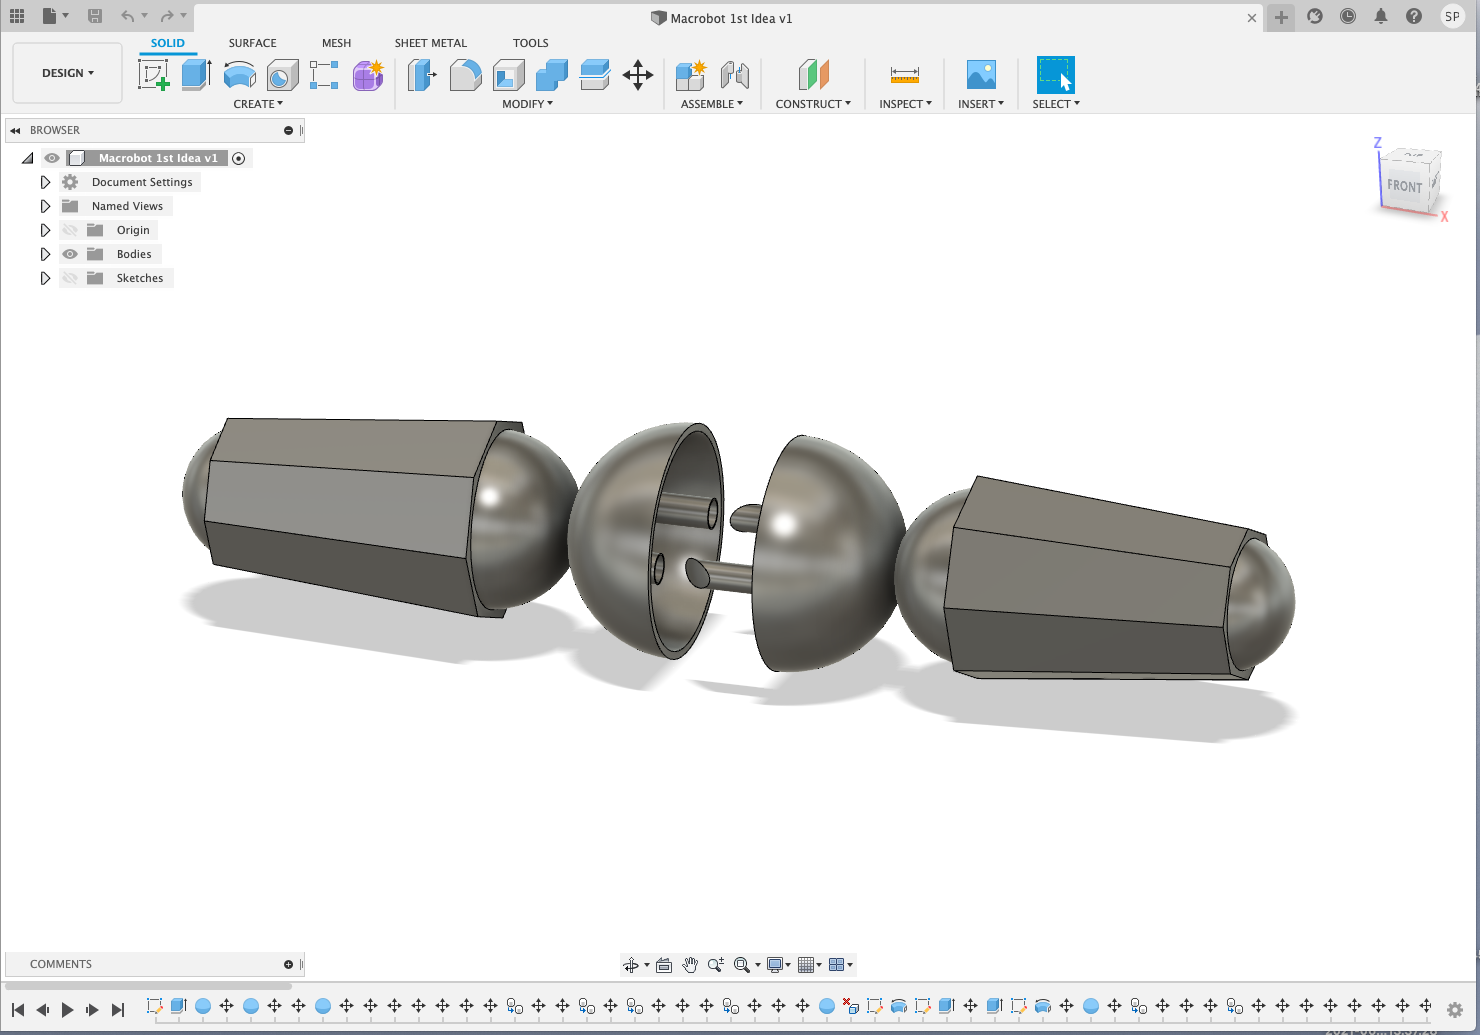 Macrobot 1st Idea v1
SP
DESIGN
SOLID
SURFACE
MESH
SHEET METAL
TOOLS
CREATE
MODIFY
ASSEMBLE
CONSTRUCT
INSPECT
INSERT
SELECT
BROWSER
Macrobot 1st Idea v1
Document Settings
Named Views
Origin
Bodies
Sketches
Z
FRONT
X
COMMENTS